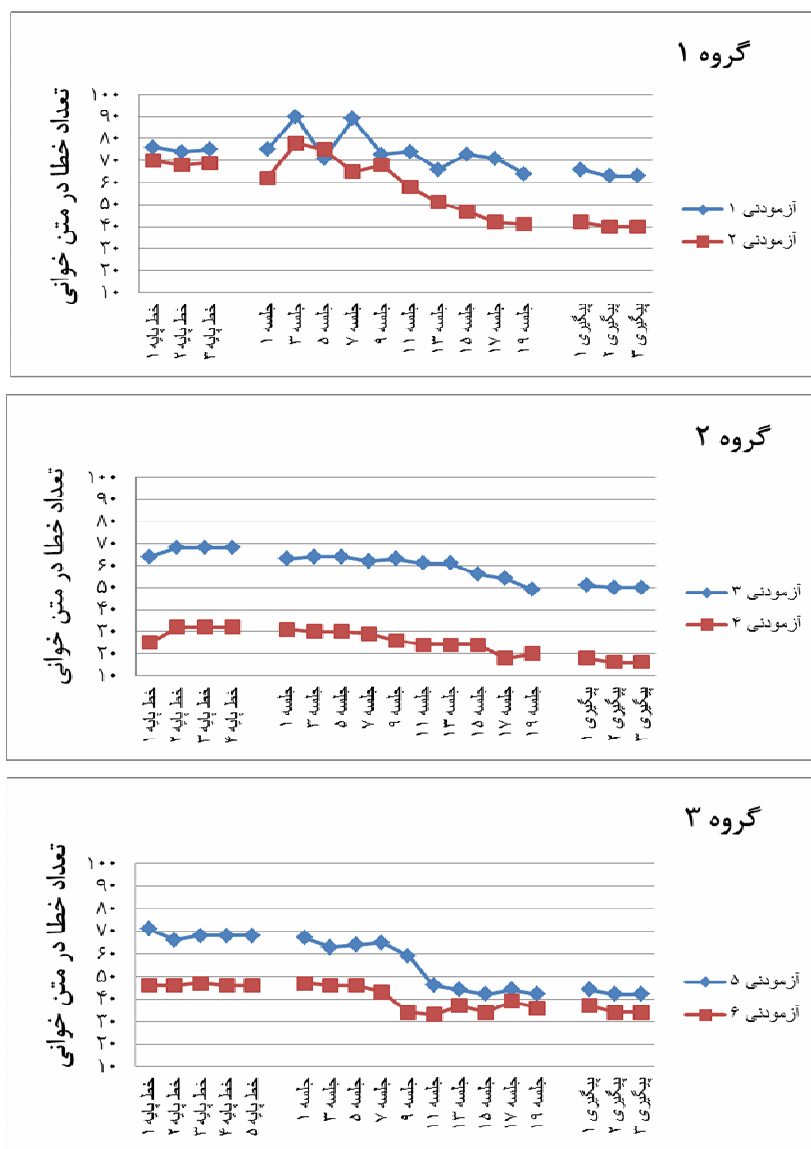 گروه ۱
تعداد خطا در متن خوانی
۱۰۰
۹۰
۸۰
۷۰
۶۰
۵۰
۴۰
۳۰
۲۰
۱۰
خط پایه ۱
خط پایه ۲
خط پایه ۳
جلسه ۱
جلسه ۳
جلسه ۵
جلسه ۷
جلسه ۹
جلسه ۱۱
جلسه ۱۳
جلسه ۱۵
جلسه ۱۷
جلسه ۱۹
پیگیری ۱
پیگیری ۲
پیگیری ۳
آزمودنی ۱
آزمودنی ۲
گروه ۲
تعداد خطا در متن خوانی
۱۰۰
۹۰
۸۰
۷۰
۶۰
۵۰
۴۰
۳۰
۲۰
۱۰
خط پایه ۱
خط پایه ۲
خط پایه ۳
خط پایه ۴
جلسه ۱
جلسه ۳
جلسه ۵
جلسه ۷
جلسه ۹
جلسه ۱۱
جلسه ۱۳
جلسه ۱۵
جلسه ۱۷
جلسه ۱۹
پیگیری ۱
پیگیری ۲
پیگیری ۳
آزمودنی ۳
آزمودنی ۴
گروه ۳
تعداد خطا در متن خوانی
۱۰۰
۹۰
۸۰
۷۰
۶۰
۵۰
۴۰
۳۰
۲۰
۱۰
خط پایه ۱
خط پایه ۲
خط پایه ۳
خط پایه ۴
خط پایه ۵
جلسه ۱
جلسه ۳
جلسه ۵
جلسه ۷
جلسه ۹
جلسه ۱۱
جلسه ۱۳
جلسه ۱۵
جلسه ۱۷
جلسه ۱۹
پیگیری ۱
پیگیری ۲
پیگیری ۳
آزمودنی ۵
آزمودنی ۶